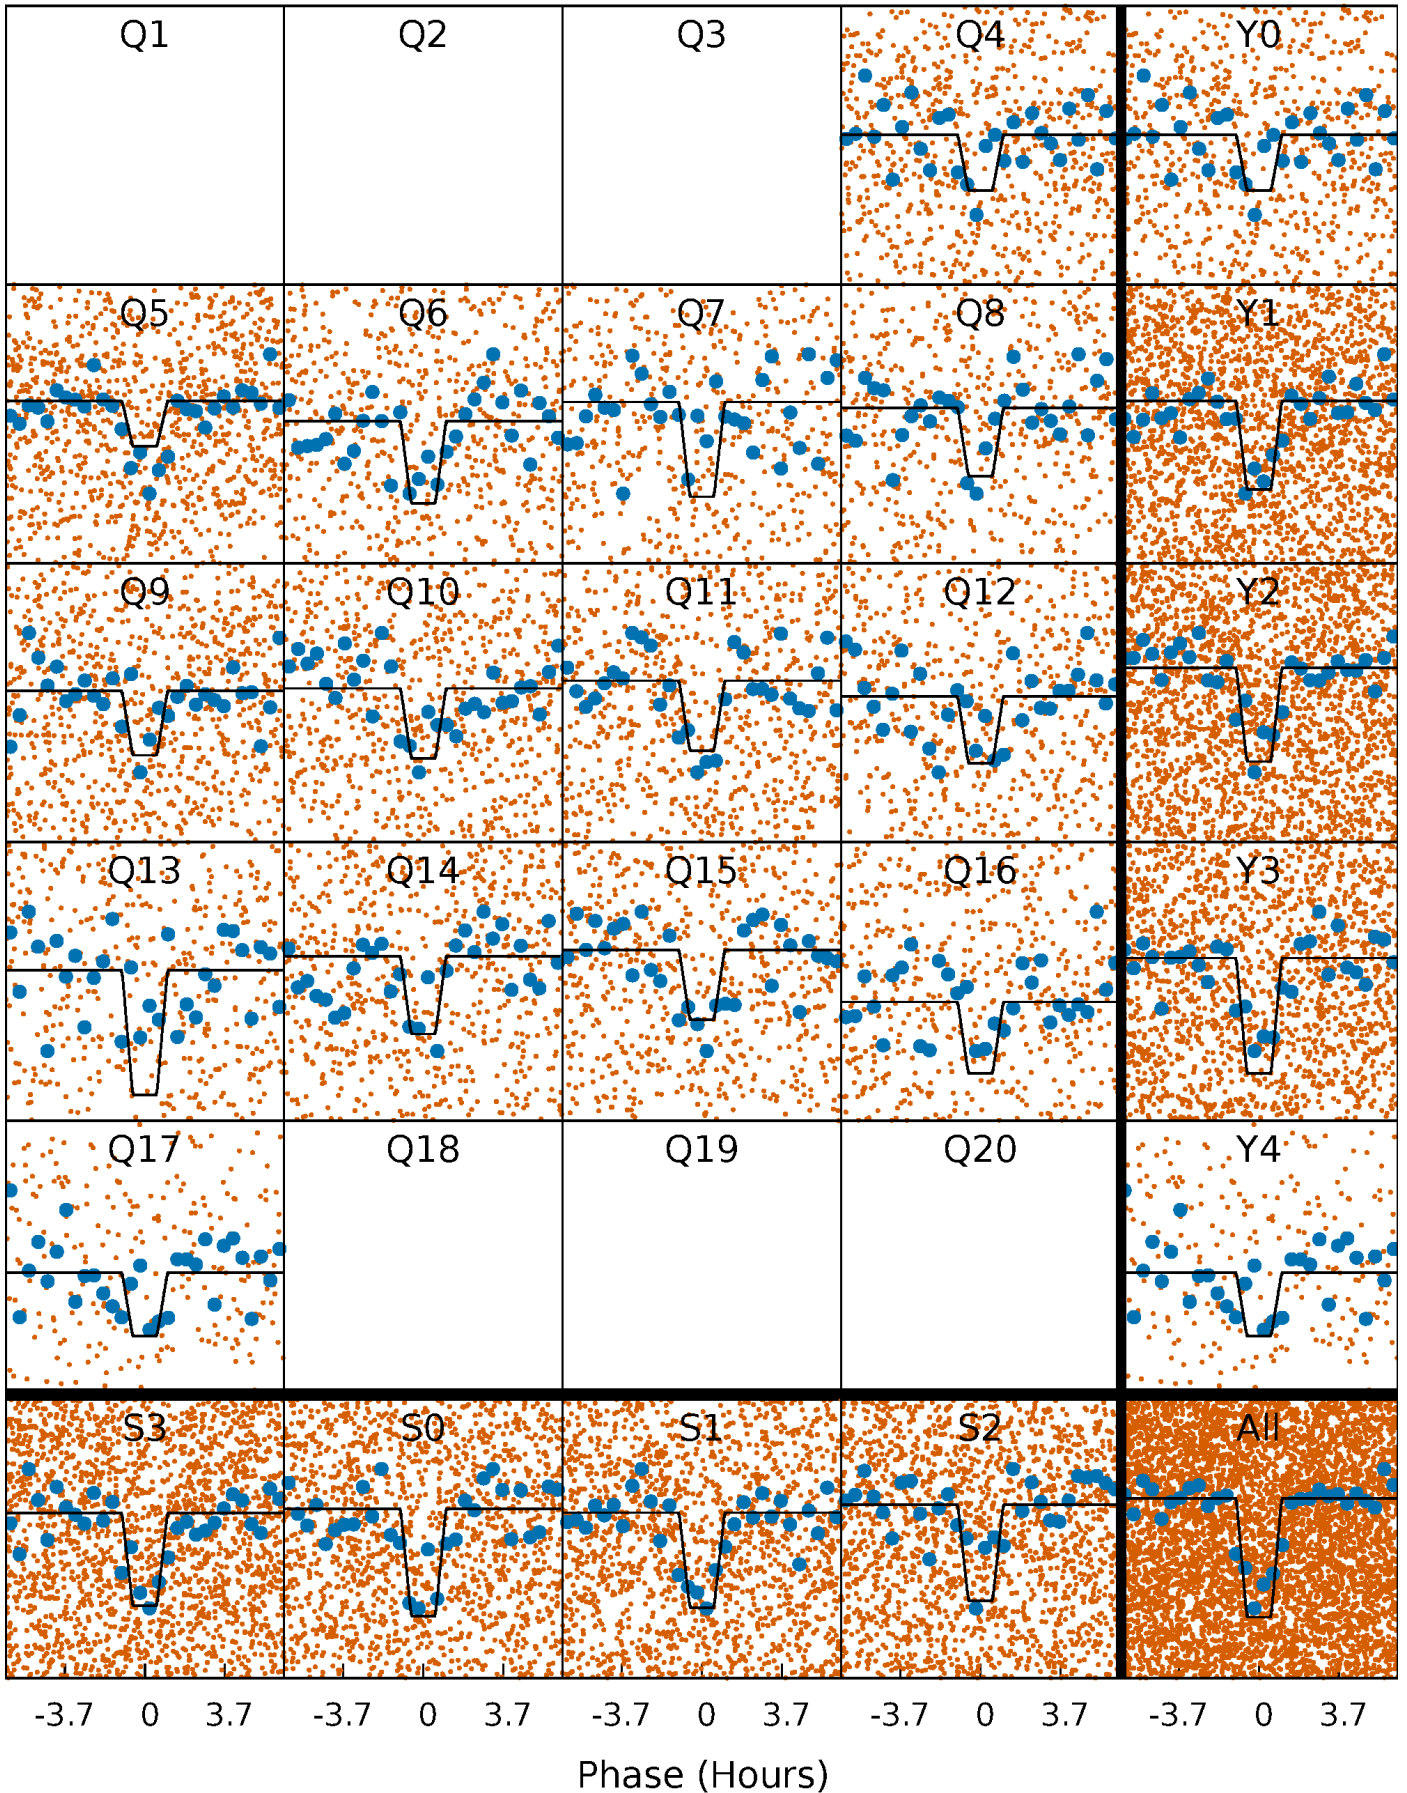 Q1 Q2 Q3 Q4 Y0
Q5 Q6 Q7 Q8 Y1
Q9 Q10 Q11 Q12 Y2
Q13 Q14 Q15 Q16 Y3
Q17 Q18 Q19 Q20 Y4
S3 S0 S1 S2 All
-3.7 0 3.7 -3.7 0 3.7 -3.7 0 3.7 -3.7 0 3.7 -3.7 0 3.7
Phase (Hours)